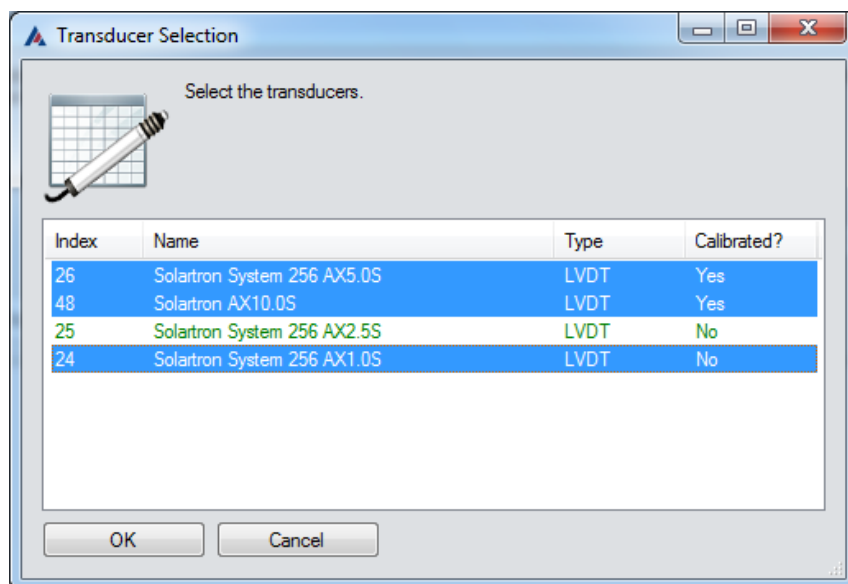 Transducer Selection
Select the transducers.
Index Name Type Calibrated?
26 Solartron System 256 AX5.0S LVDT Yes
48 Solartron AX10.0S LVDT Yes
25 Solartron System 256 AX2.5S LVDT No
24 Solartron System 256 AX1.0S LVDT No
OK Cancel